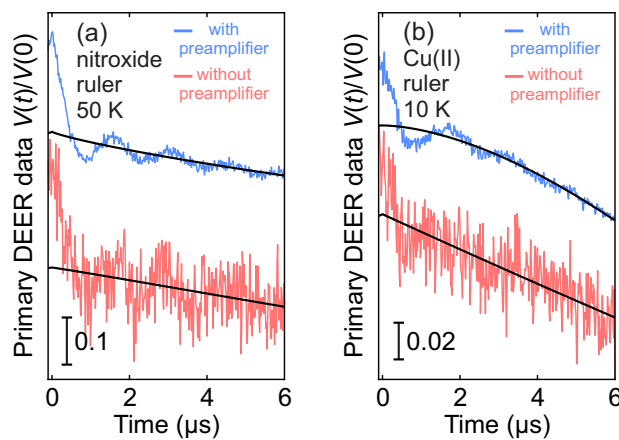 Primary DEER data V(t)/V(0)
(a)
nitroxide
ruler
50 K
with
preamplifier
without
preamplifier
0.1
0 2 4 6
Time (μs)
Primary DEER data V(t)/V(0)
(b)
Cu(II)
ruler
10 K
with
preamplifier
without
preamplifier
0.02
0 2 4 6
Time (μs)